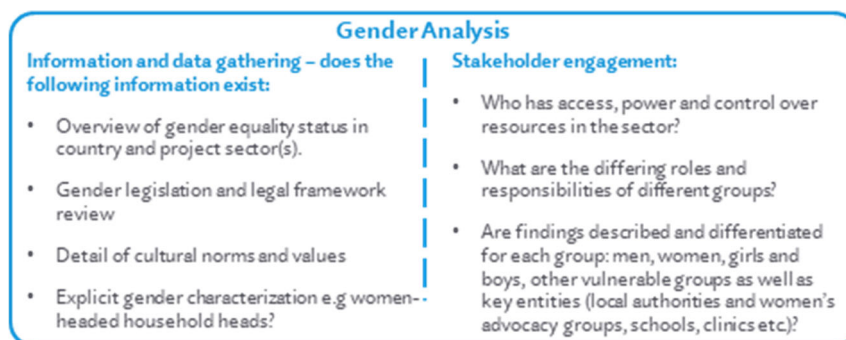 Gender Analysis
Information and data gathering – does the
following information exist:
• Overview of gender equality status in
country and project sector(s).
• Gender legislation and legal framework
review
• Detail of cultural norms and values
• Explicit gender characterization e.g women-
headed household heads?
Stakeholder engagement:
• Who has access, power and control over
resources in the sector?
• What are the differing roles and
responsibilities of different groups?
• Are findings described and differentiated
for each group: men, women, girls and
boys, other vulnerable groups as well as
key entities (local authorities and women's
advocacy groups, schools, clinics etc.)?